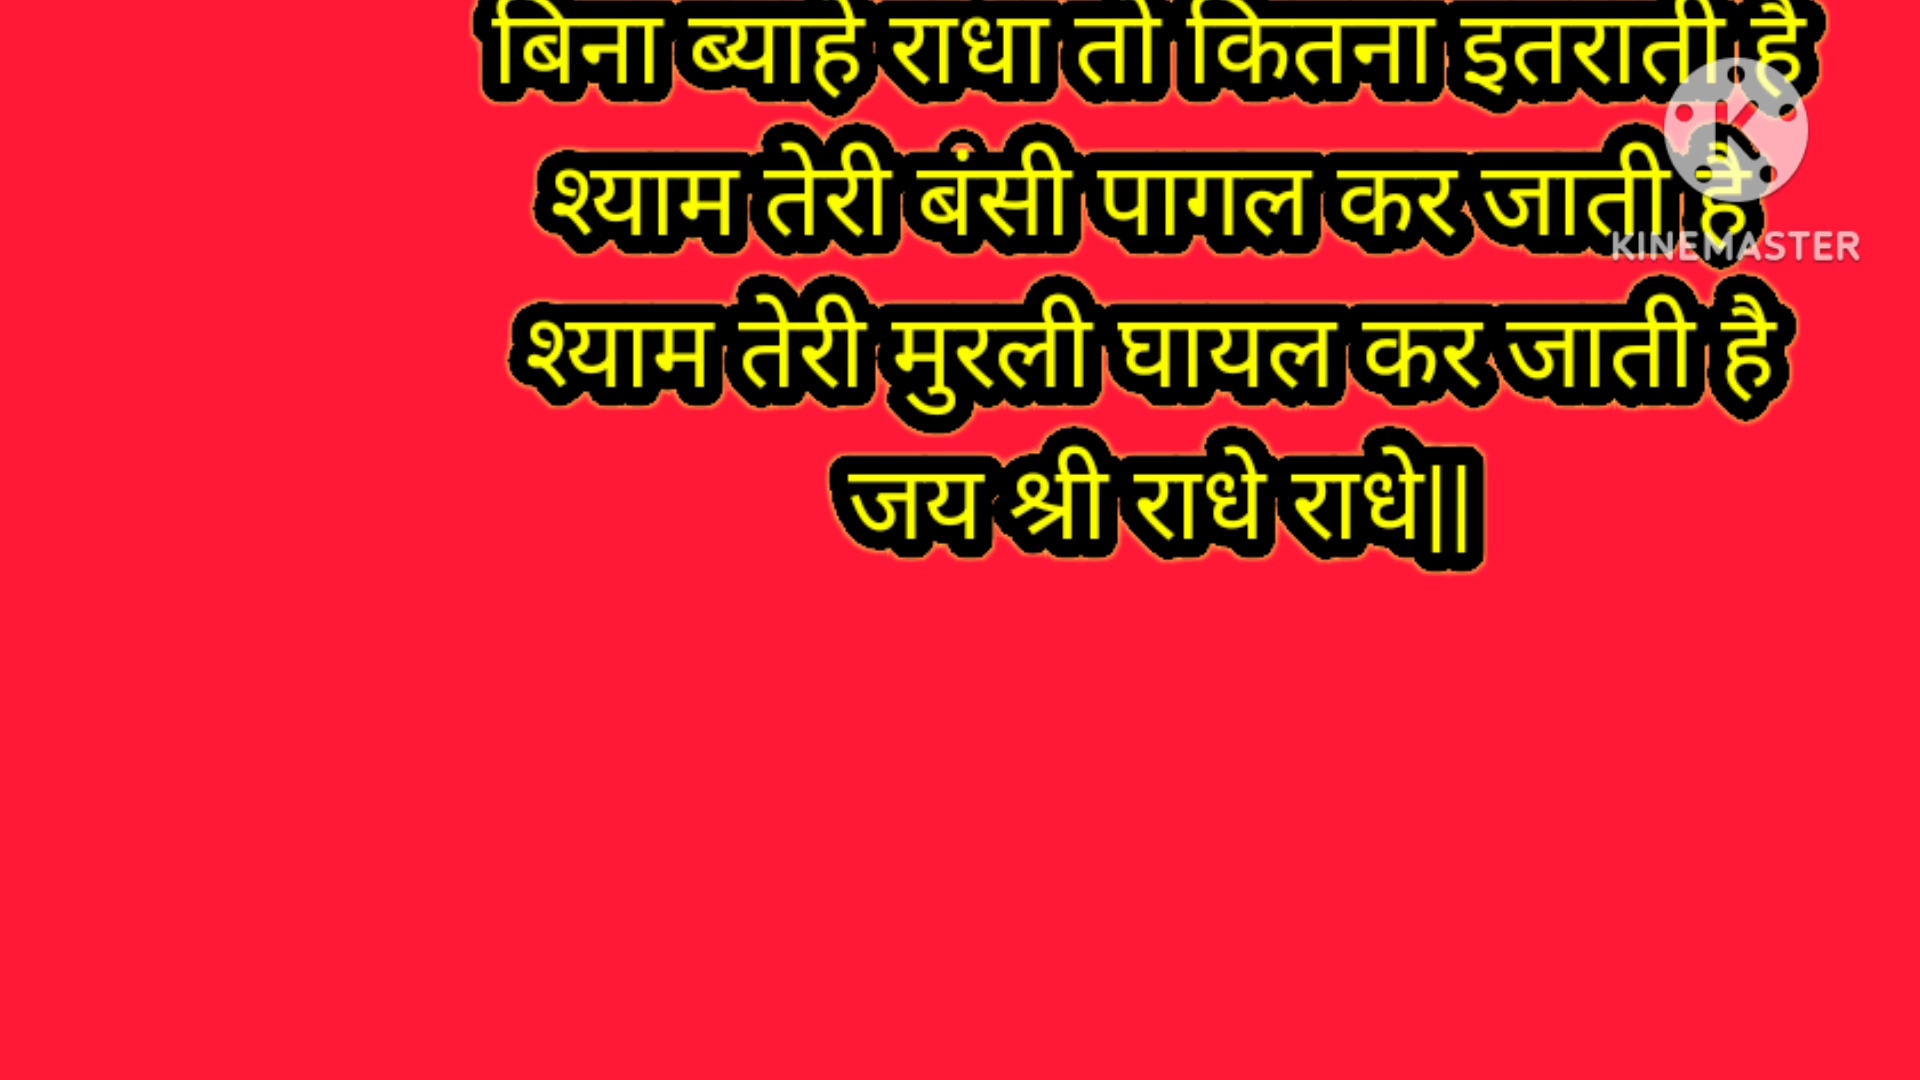 बिना ब्याहे राधा तो कितना इतराती है
श्याम तेरी बंसी पागल कर जाती है
KINEMASTER
श्याम तेरी मुरली घायल कर जाती है
जय श्री राधे राधे||